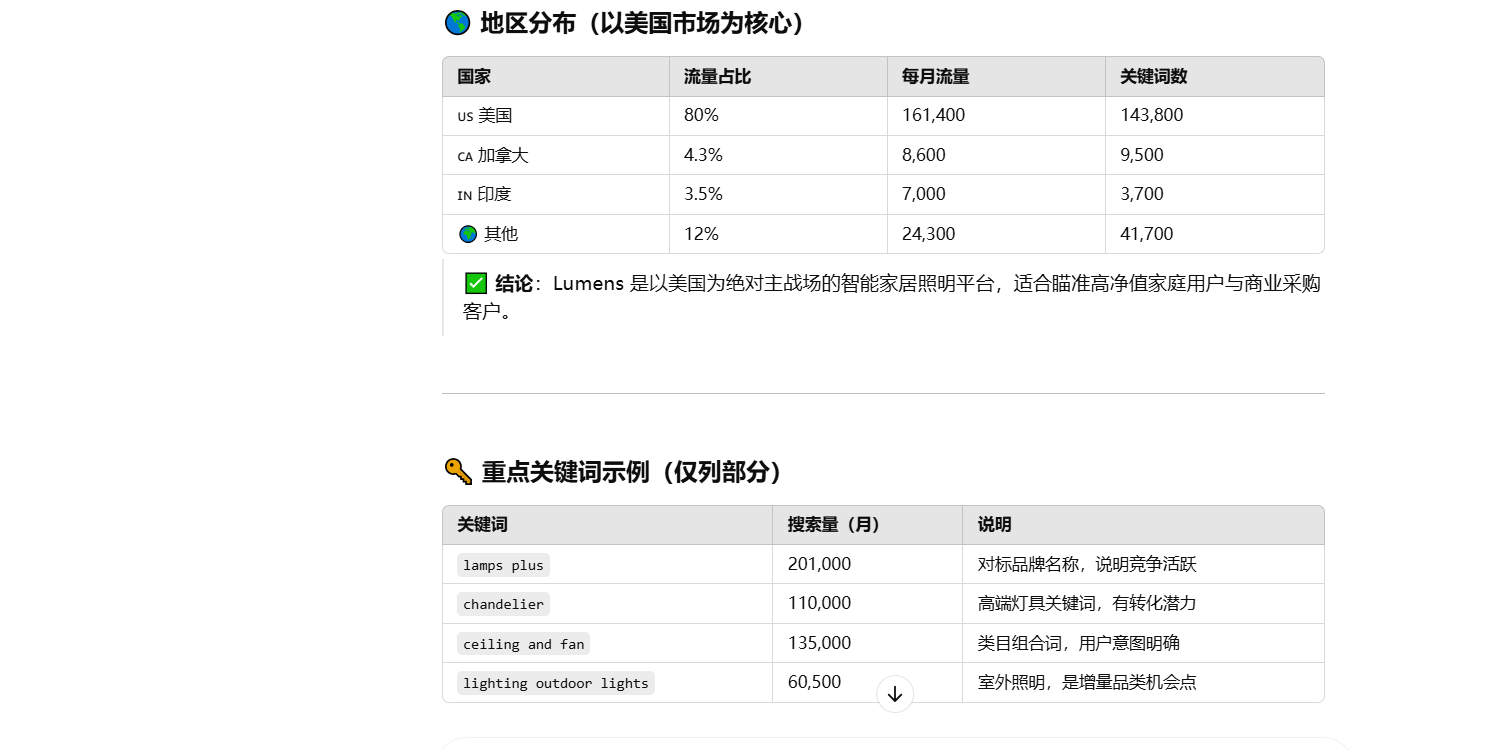 🌎 地区分布（以美国市场为核心）
国家 流量占比 每月流量 关键词数
US 美国 80% 161,400 143,800
CA 加拿大 4.3% 8,600 9,500
IN 印度 3.5% 7,000 3,700
🌎 其他 12% 24,300 41,700
✅ 结论：Lumens 是以美国为绝对主战场的智能家居照明平台，适合瞄准高净值家庭用户与商业采购
客户。
🔑 重点关键词示例（仅列部分）
关键词 搜索量（月） 说明
lamps plus 201,000 对标品牌名称，说明竞争活跃
chandelier 110,000 高端灯具关键词，有转化潜力
ceiling and fan 135,000 类目组合词，用户意图明确
lighting outdoor lights 60,500 室外照明，是增量品类机会点